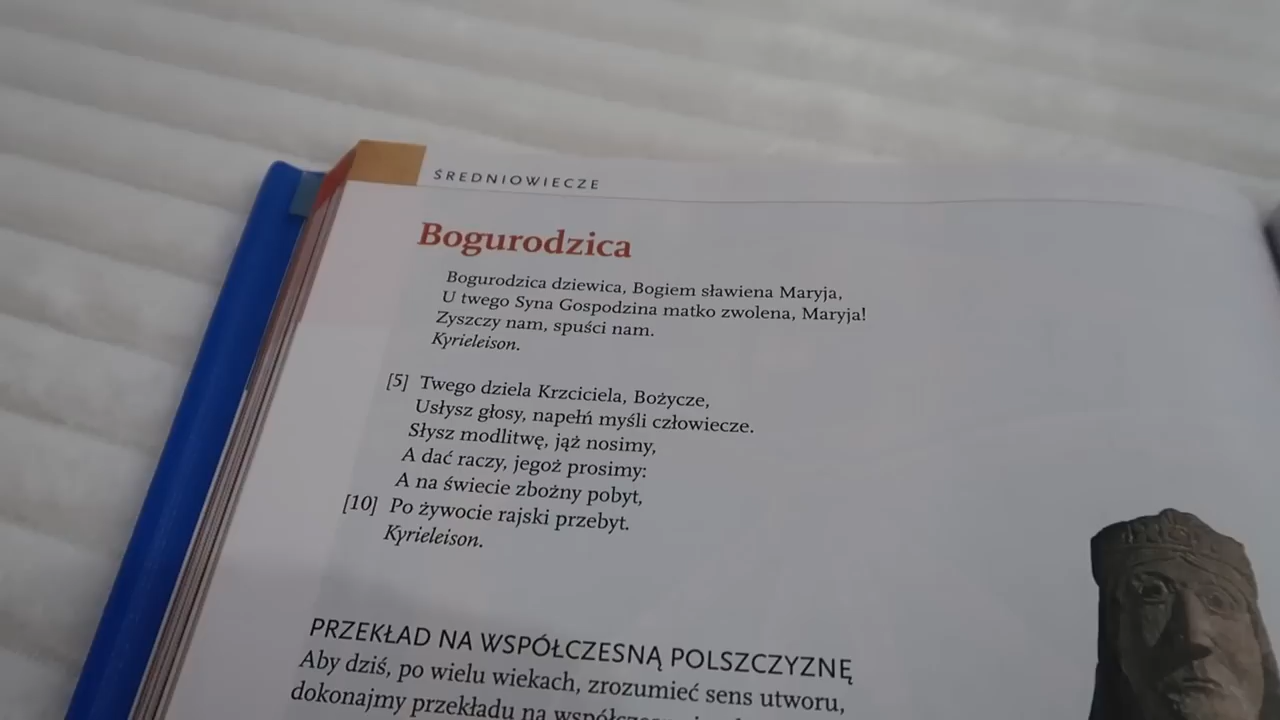 ŚREDNIOWIECZE
Bogurodzica
Bogurodzica dziewica, Bogiem sławiena Maryja,
U twego Syna Gospodzina matko zwolena, Maryja!
Zyszczy nam, spuści nam.
Kyrieleison.
[5] Twego dziela Krzciciela, Bożycze,
Usłysz głosy, napełń myśli człowiecze.
Słysz modlitwę, jąż nosimy,
A dać raczy, jegoż prosimy:
A na świecie zbożny pobyt,
[10] Po żywocie rajski przebyt.
Kyrieleison.
PRZEKŁAD NA WSPÓŁCZESNĄ POLSZCZYZNĘ
Aby dziś, po wielu wiekach, zrozumieć sens utworu,
dokonajmy przekładu na